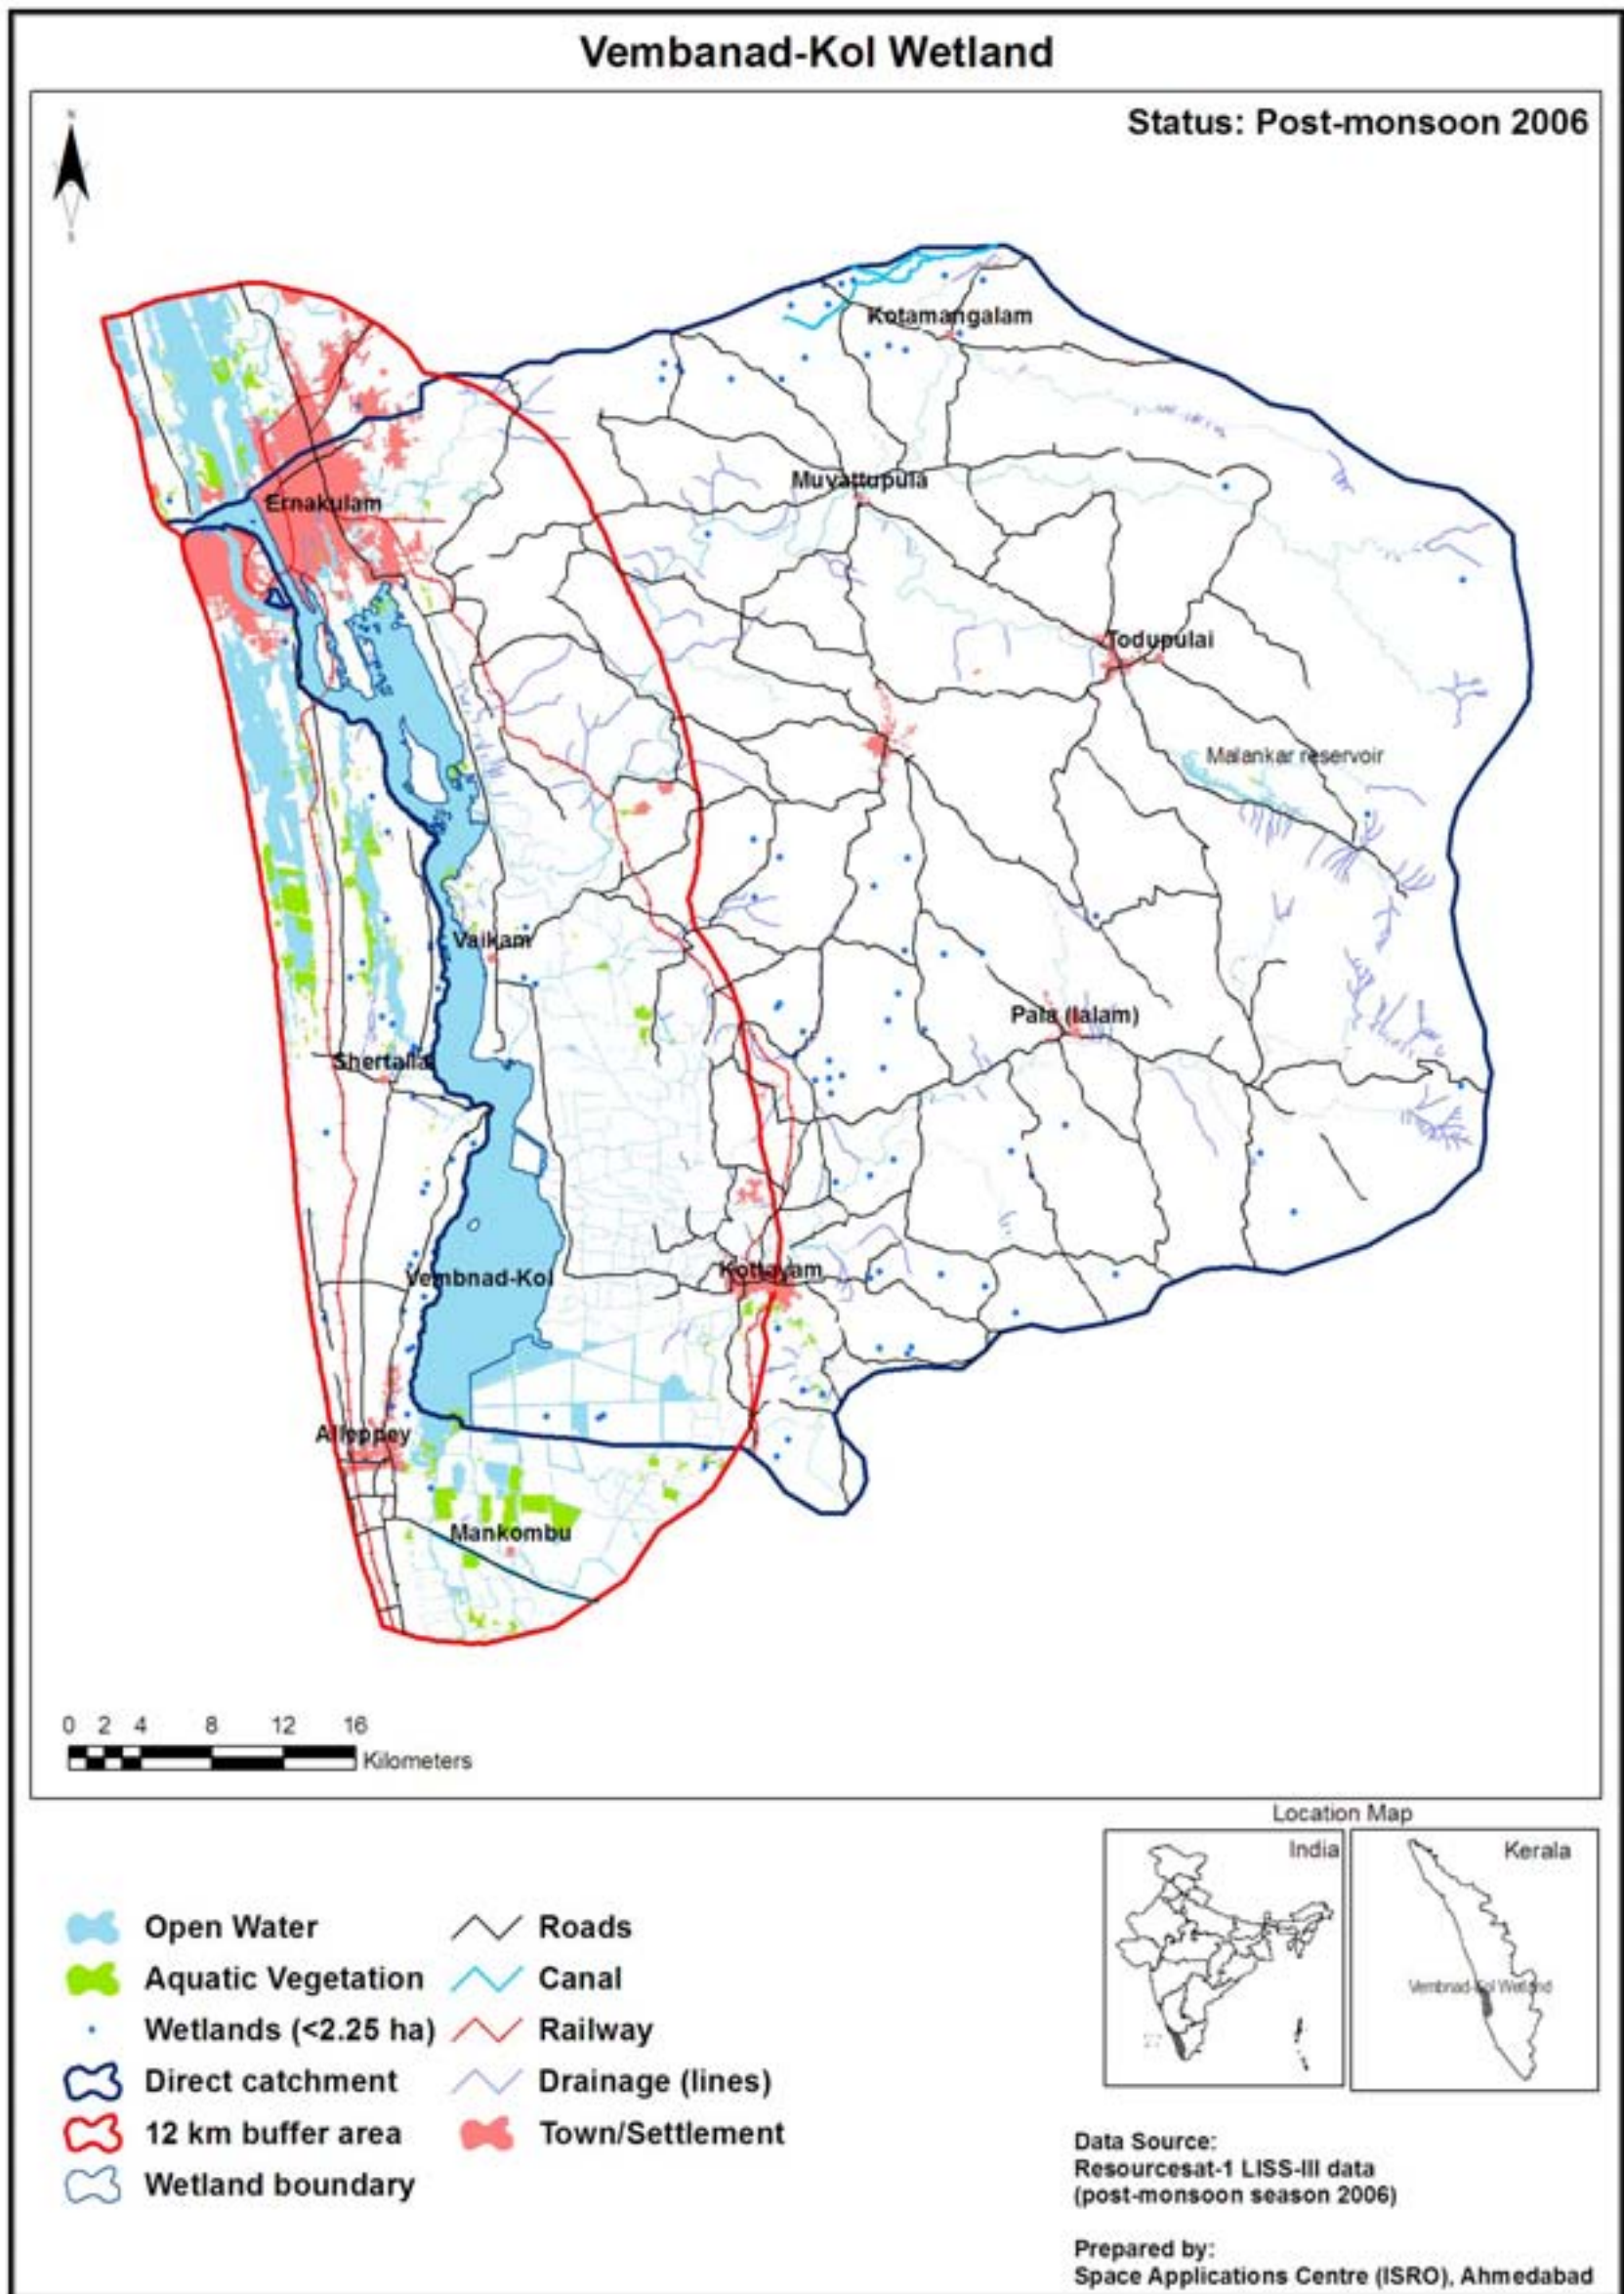 Vembanad-Kol Wetland
Status: Post-monsoon 2006
N
S
Kotamangalam
Muvattupula
Ernakulam
Todupulai
Malankar reservoir
Vaikam
Pala (lalam)
Shertalla
Vembnad-Kol
Kottayam
Alleppey
Mankombu
0 2 4 8 12 16
Kilometers
Location Map
India
Kerala
Vembnad-Kol Wetland
Open Water
Aquatic Vegetation
Wetlands (<2.25 ha)
Direct catchment
12 km buffer area
Wetland boundary
Roads
Canal
Railway
Drainage (lines)
Town/Settlement
Data Source:
Resourcesat-1 LISS-III data
(post-monsoon season 2006)
Prepared by:
Space Applications Centre (ISRO), Ahmedabad